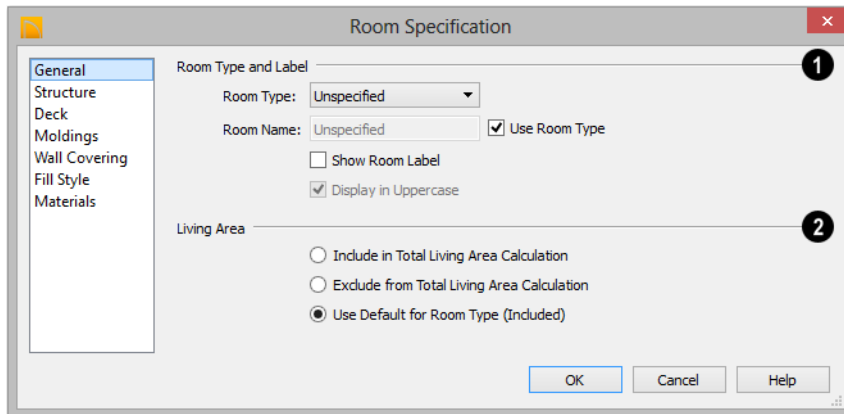 Room Specification
General
Structure
Deck
Moldings
Wall Covering
Fill Style
Materials
Room Type and Label
1
Room Type: Unspecified
Room Name: Unspecified Use Room Type
Show Room Label
Display in Uppercase
Living Area
2
Include in Total Living Area Calculation
Exclude from Total Living Area Calculation
Use Default for Room Type (Included)
OK Cancel Help